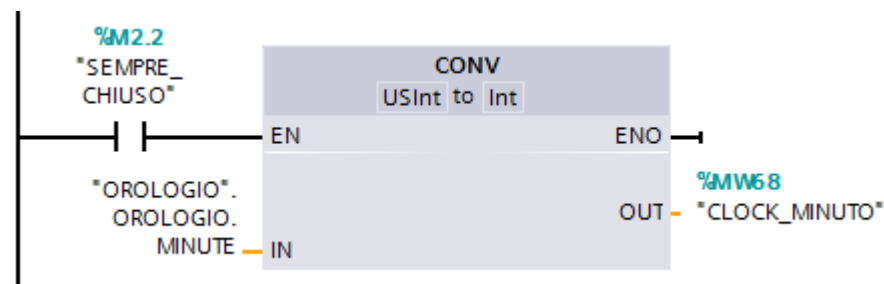 %M2.2
"SEMPRE_
CHIUSO"
CONV
USInt to Int
EN
ENO
"OROLOGIO".
OROLOGIO.
MINUTE
IN
OUT
%MW68
"CLOCK_MINUTO"